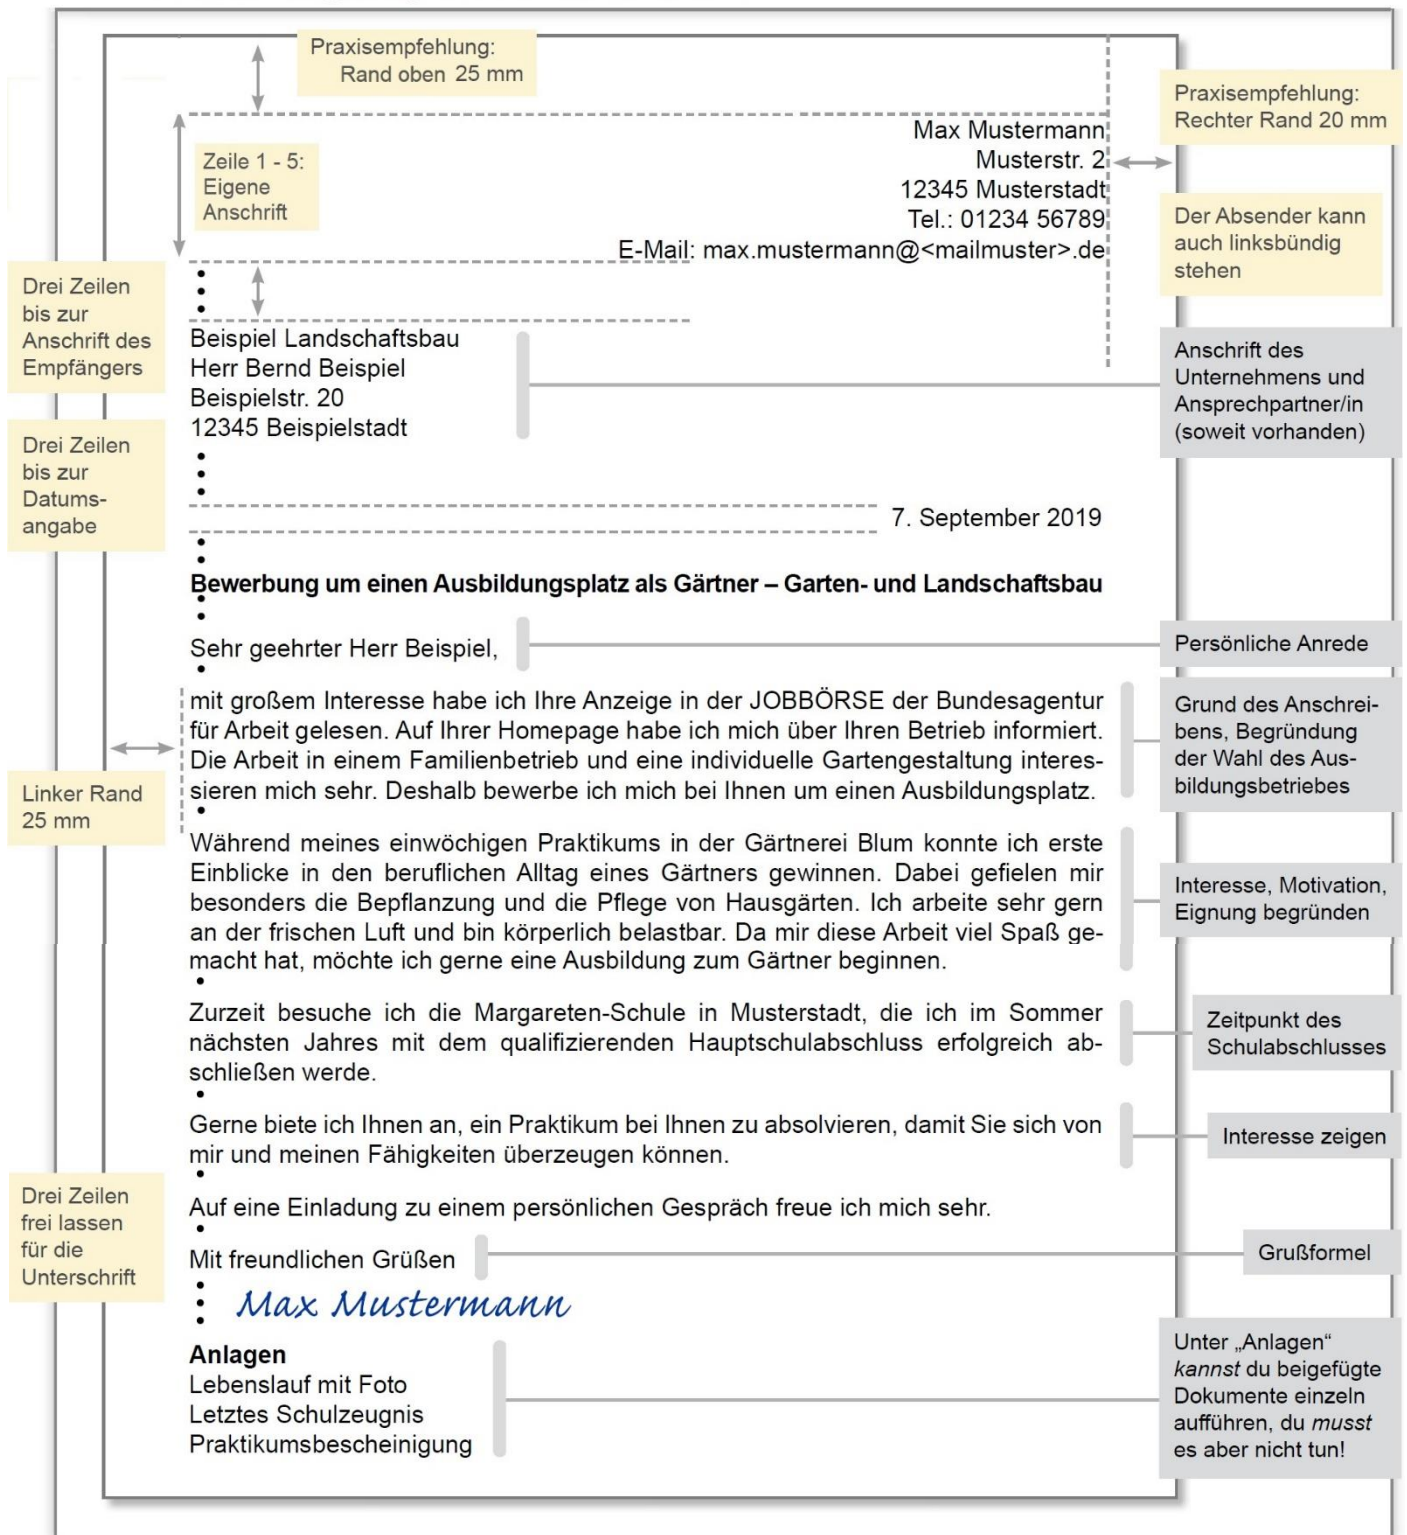 Praxisempfehlung:
Rand oben 25 mm
Praxisempfehlung:
Rechter Rand 20 mm
Zeile 1 - 5:
Eigene
Anschrift
Max Mustermann
Musterstr. 2
12345 Musterstadt
Tel.: 01234 56789
E-Mail: max.mustermann@<mailmuster>.de
Der Absender kann
auch linksbündig
stehen
Drei Zeilen
bis zur
Anschrift des
Empfängers
Beispiel Landschaftsbau
Herr Bernd Beispiel
Beispielstr. 20
12345 Beispielstadt
Anschrift des
Unternehmens und
Ansprechpartner/in
(soweit vorhanden)
Drei Zeilen
bis zur
Datums-
angabe
7. September 2019
Bewerbung um einen Ausbildungsplatz als Gärtner – Garten- und Landschaftsbau
Sehr geehrter Herr Beispiel,
Persönliche Anrede
mit großem Interesse habe ich Ihre Anzeige in der JOBBÖRSE der Bundesagentur
für Arbeit gelesen. Auf Ihrer Homepage habe ich mich über Ihren Betrieb informiert.
Die Arbeit in einem Familienbetrieb und eine individuelle Gartengestaltung interes-
sieren mich sehr. Deshalb bewerbe ich mich bei Ihnen um einen Ausbildungsplatz.
Grund des Anschrei-
bens, Begründung
der Wahl des Aus-
bildungsbetriebes
Linker Rand
25 mm
Während meines einwöchigen Praktikums in der Gärtnerei Blum konnte ich erste
Einblicke in den beruflichen Alltag eines Gärtners gewinnen. Dabei gefielen mir
besonders die Bepflanzung und die Pflege von Hausgärten. Ich arbeite sehr gern
an der frischen Luft und bin körperlich belastbar. Da mir diese Arbeit viel Spaß ge-
macht hat, möchte ich gerne eine Ausbildung zum Gärtner beginnen.
Interesse, Motivation,
Eignung begründen
Zurzeit besuche ich die Margareten-Schule in Musterstadt, die ich im Sommer
nächsten Jahres mit dem qualifizierenden Hauptschulabschluss erfolgreich ab-
schließen werde.
Zeitpunkt des
Schulabschlusses
Gerne biete ich Ihnen an, ein Praktikum bei Ihnen zu absolvieren, damit Sie sich von
mir und meinen Fähigkeiten überzeugen können.
Interesse zeigen
Auf eine Einladung zu einem persönlichen Gespräch freue ich mich sehr.
Drei Zeilen
frei lassen
für die
Unterschrift
Mit freundlichen Grüßen
Grußformel
Max Mustermann
Anlagen
Lebenslauf mit Foto
Letztes Schulzeugnis
Praktikumsbescheinigung
Unter „Anlagen“
kannst du beigefügte
Dokumente einzeln
aufführen, du musst
es aber nicht tun!